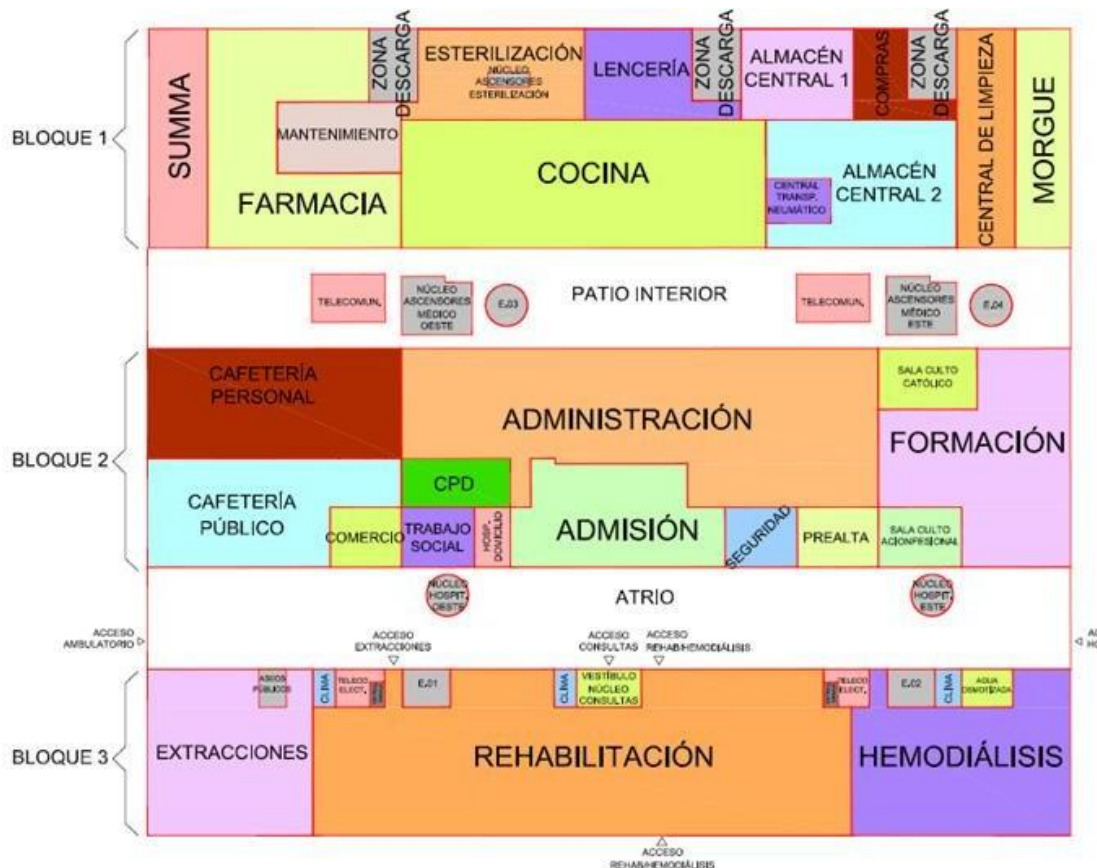 BLOQUE 1
SUMMA
FARMACIA
MANTENIMIENTO
ZONA
DESCARGA
ESTERILIZACIÓN
NÚCLEO
ASCENSORES
ESTERILIZACIÓN
LENCERÍA
ZONA
DESCARGA
ALMACÉN
CENTRAL 1
COMPRAS
ZONA
DESCARGA
CENTRAL DE LIMPIEZA
MORGUE
COCINA
ALMACÉN
CENTRAL 2
CENTRAL
TRANSP.
NEUMÁTICO
PATIO INTERIOR
TELECOMUN.
NÚCLEO
ASCENSORES
MÉDICO
OESTE
E.03
TELECOMUN.
NÚCLEO
ASCENSORES
MÉDICO
ESTE
E.04
BLOQUE 2
CAFETERÍA
PERSONAL
ADMINISTRACIÓN
SALA CULTO
CATÓLICO
FORMACIÓN
CAFETERÍA
PÚBLICO
CPD
COMERCIO
TRABAJO
SOCIAL
HOSP.
DOMICILIO
ADMISIÓN
SEGURIDAD
PREALTA
SALA CULTO
ACIONFESIONAL
NÚCLEO
HOSPIT.
OESTE
ATRIO
NÚCLEO
HOSPIT.
ESTE
ACCESO
AMBULATORIO
ACCESO
EXTRACCIONES
ACCESO
CONSULTAS
ACCESO
REHAB/HEMODIÁLISIS
BLOQUE 3
ASEOS
PÚBLICOS
CLIMA
TELECO
ELECT.
E.01
CLIMA
VESTÍBULO
NÚCLEO
CONSULTAS
TELECO
ELECT.
E.02
CLIMA
AGUA
OSMOTIZADA
EXTRACCIONES
REHABILITACIÓN
HEMODIÁLISIS
ACCESO
REHAB/HEMODIÁLISIS